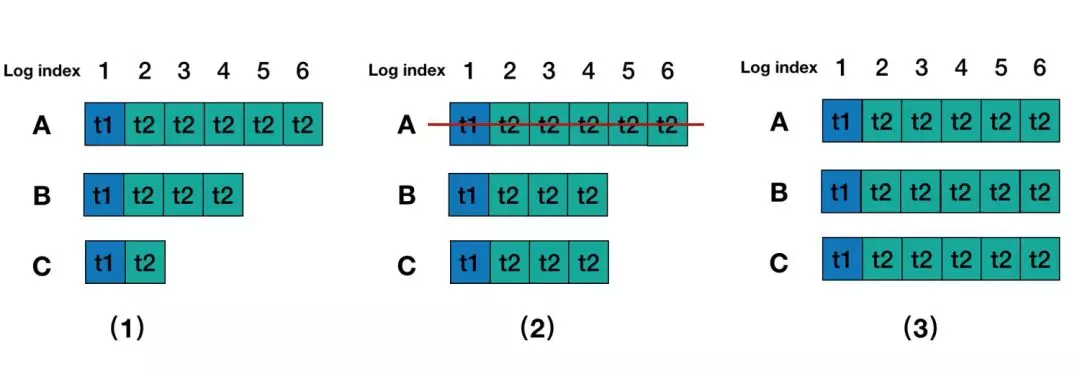 Log index 1 2 3 4 5 6
A t1 t2 t2 t2 t2 t2
B t1 t2 t2 t2
C t1 t2
(1)
Log index 1 2 3 4 5 6
A t1 t2 t2 t2 t2 t2
B t1 t2 t2 t2
C t1 t2 t2 t2
(2)
Log index 1 2 3 4 5 6
A t1 t2 t2 t2 t2 t2
B t1 t2 t2 t2 t2 t2
C t1 t2 t2 t2 t2 t2
(3)